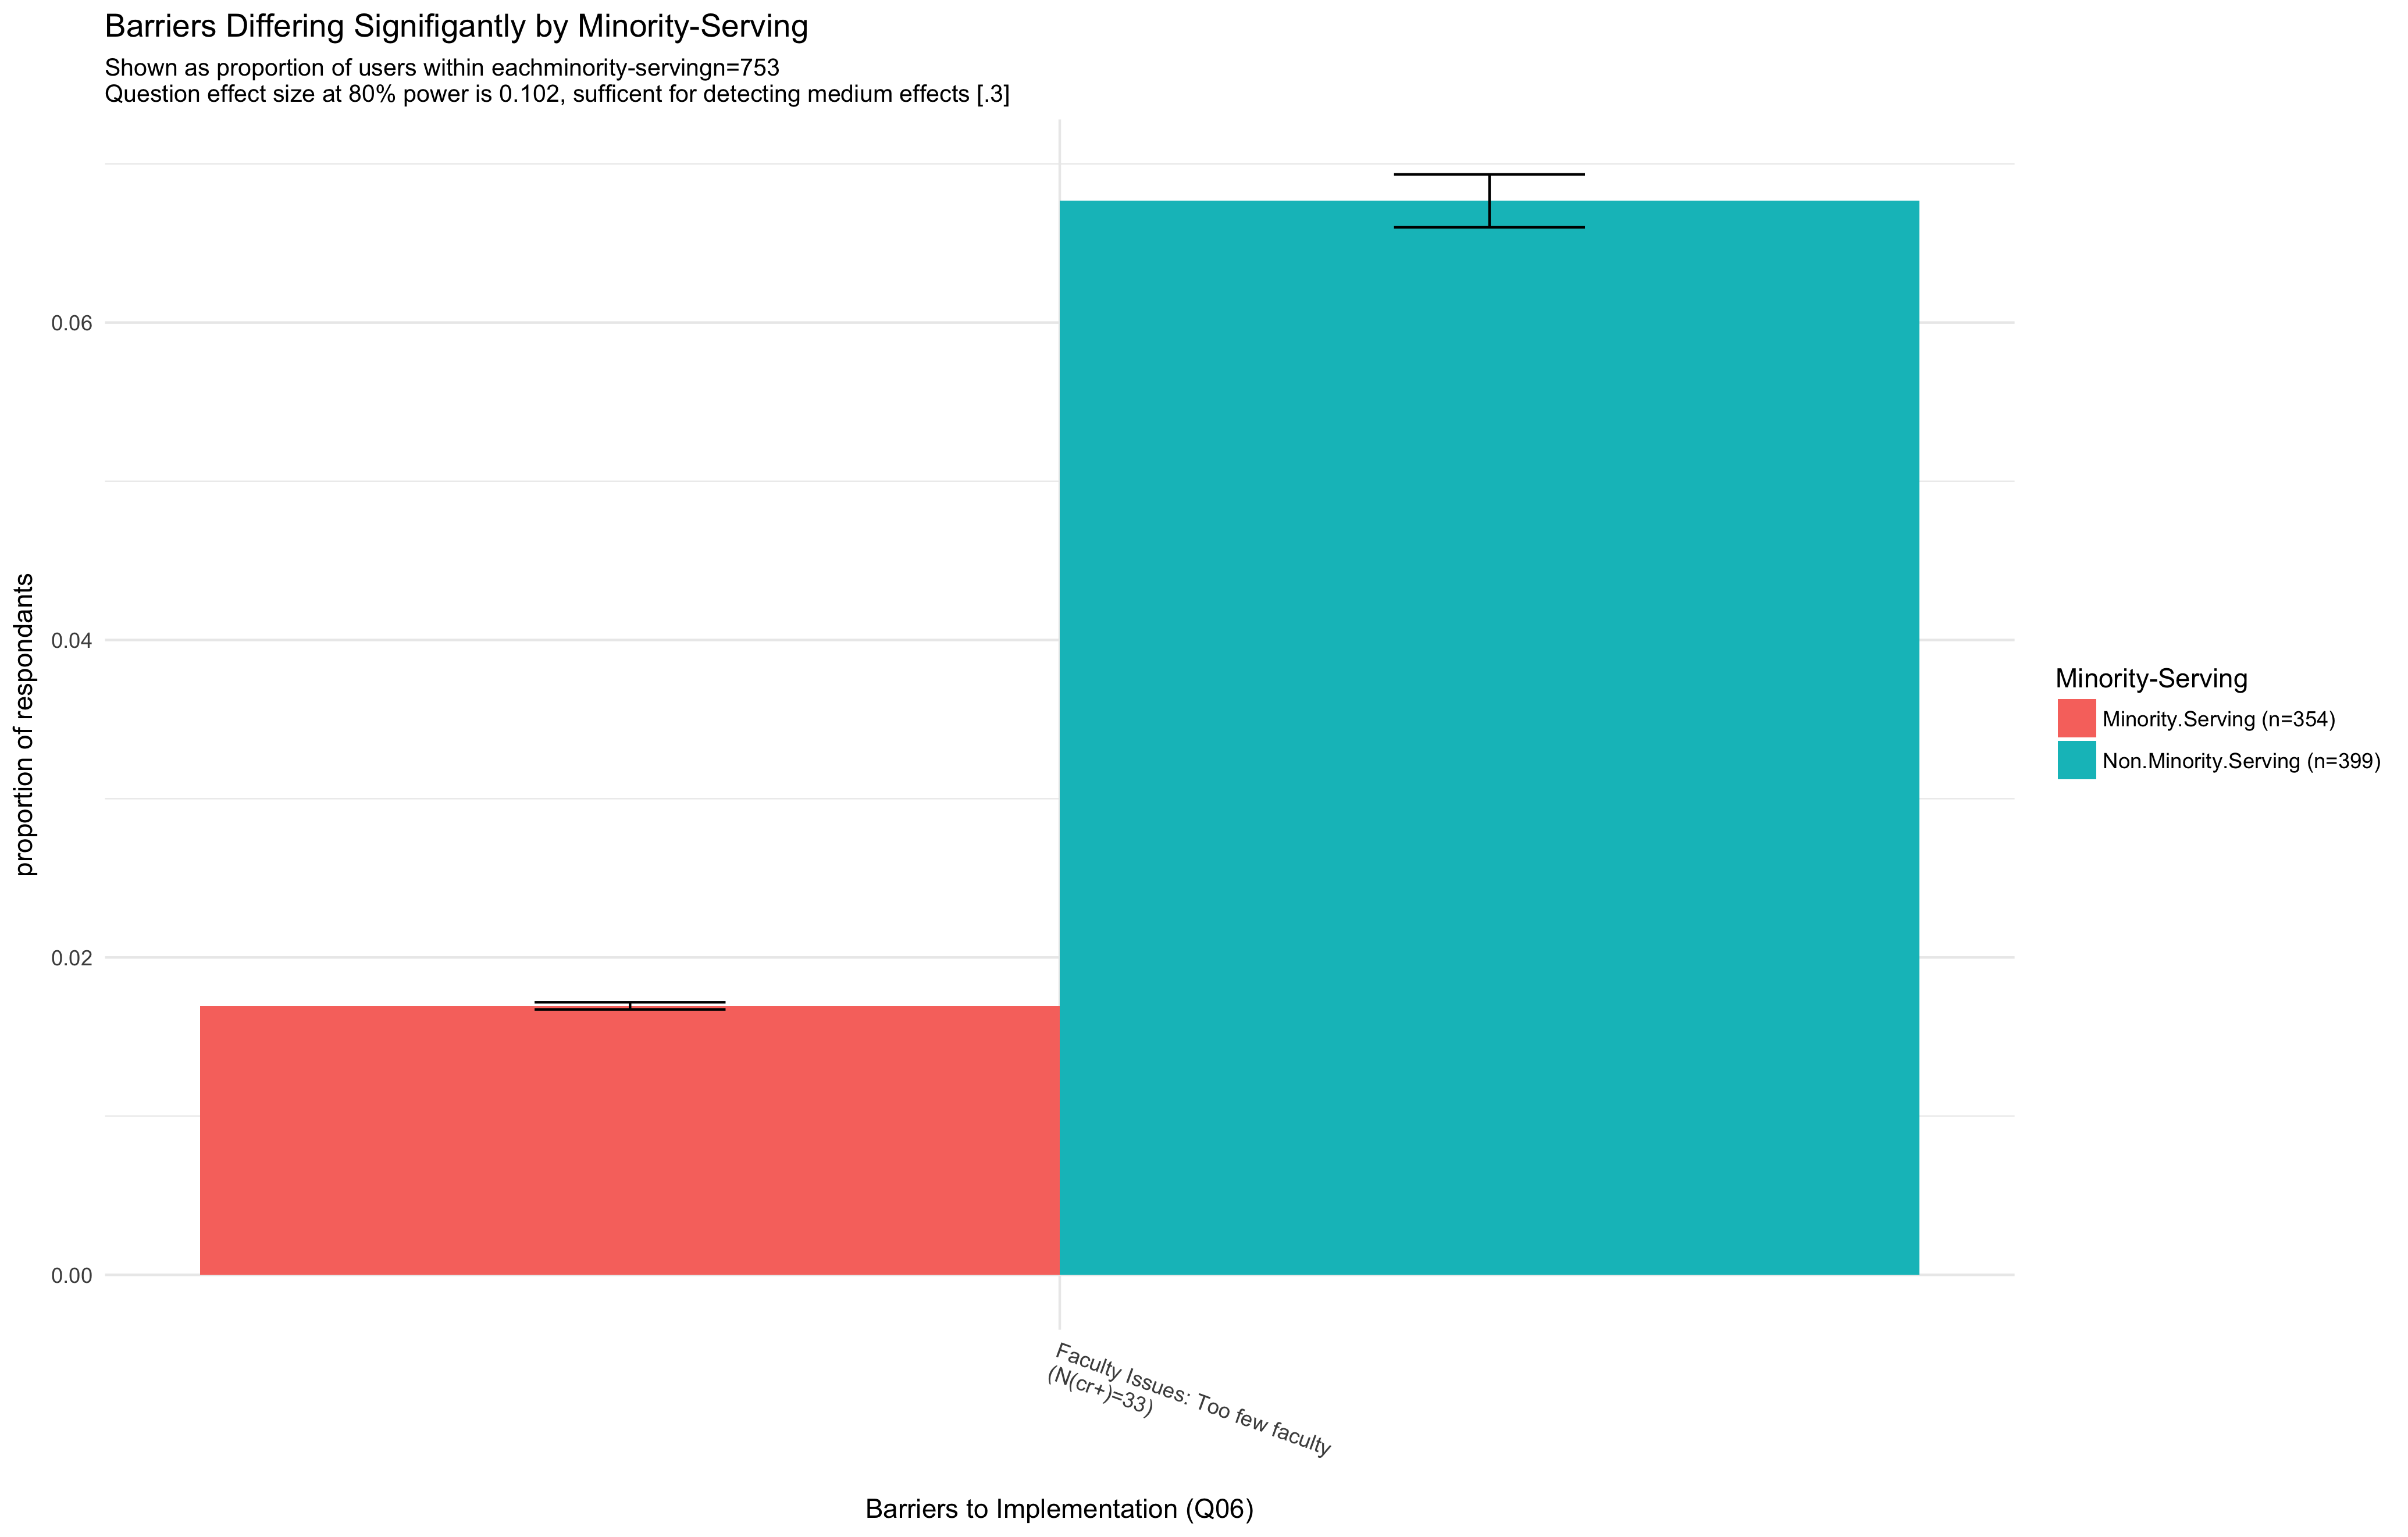 Barriers Differing Signifigantly by Minority-Serving
Shown as proportion of users within eachminority-servingn=753
Question effect size at 80% power is 0.102, sufficent for detecting medium effects [.3]
proportion of respondants
0.06
0.04
0.02
0.00
Minority-Serving
Minority.Serving (n=354)
Non.Minority.Serving (n=399)
Faculty Issues: Too few faculty
(N(cr+)=33)
Barriers to Implementation (Q06)